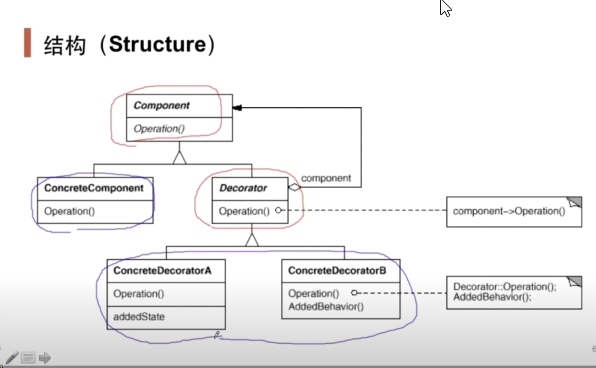 结构（Structure）
Component
Operation()
component
ConcreteComponent
Operation()
Decorator
Operation()
component->Operation()
ConcreteDecoratorA
Operation()
addedState
ConcreteDecoratorB
Operation()
AddedBehavior()
Decorator::Operation();
AddedBehavior();